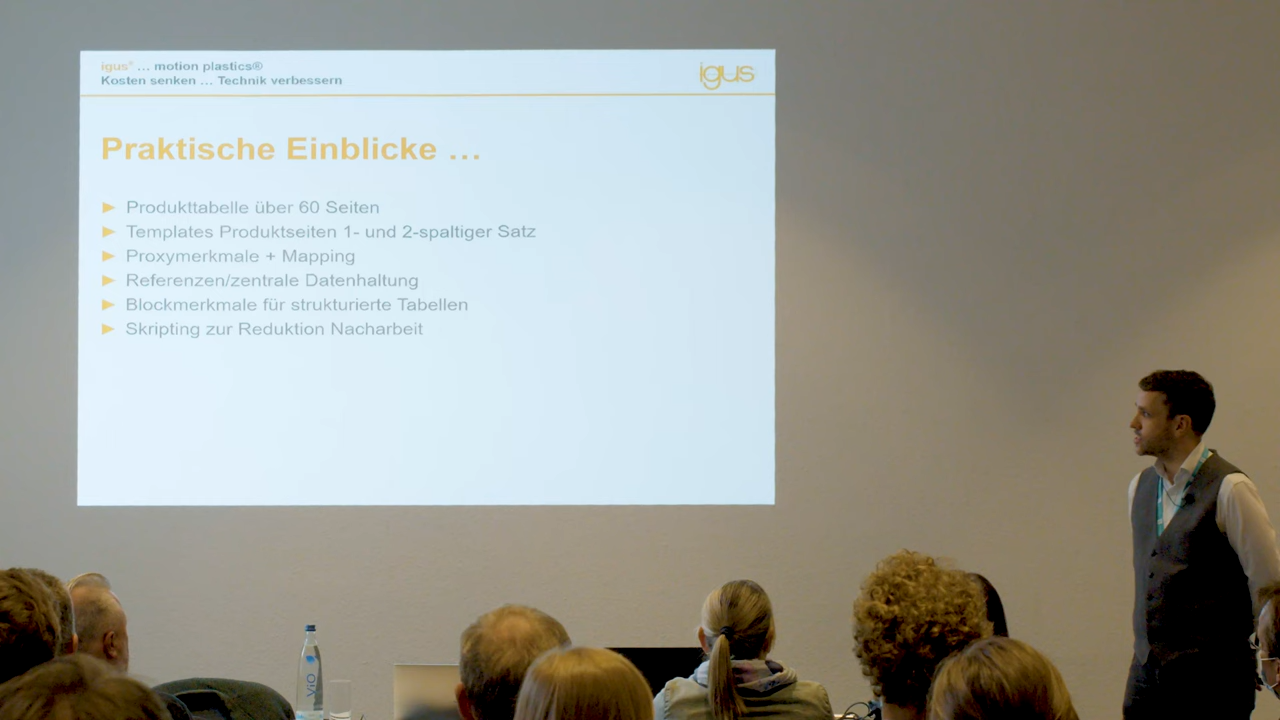 igus® ... motion plastics®
Kosten senken ... Technik verbessern
igus
Praktische Einblicke ...
► Produkttabelle über 60 Seiten
► Templates Produktseiten 1- und 2-spaltiger Satz
► Proxymerkmale + Mapping
► Referenzen/zentrale Datenhaltung
► Blockmerkmale für strukturierte Tabellen
► Skripting zur Reduktion Nacharbeit
ViO